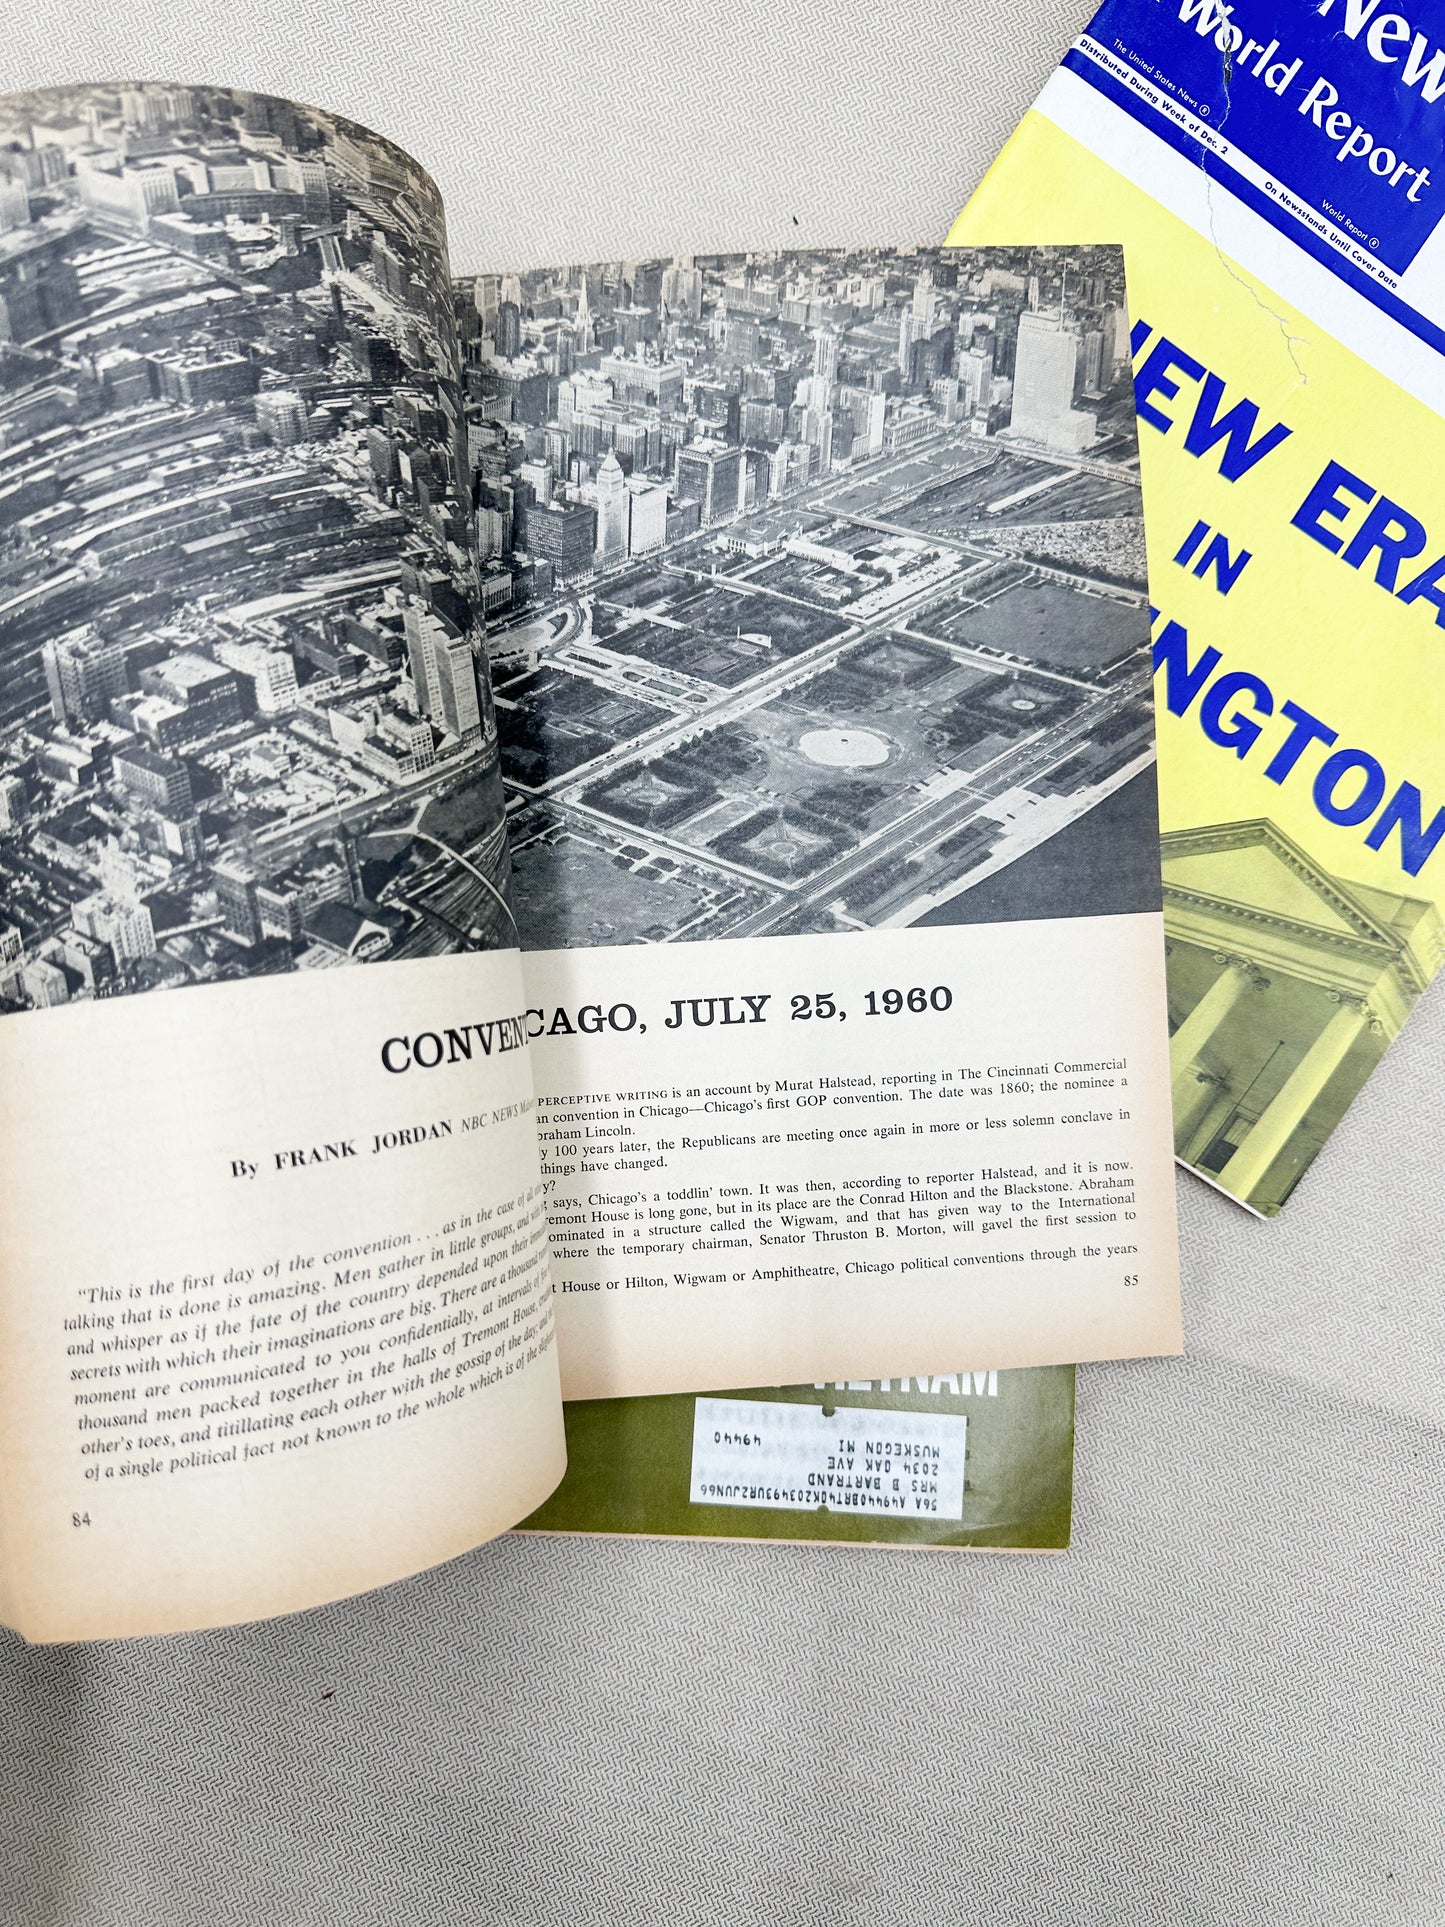 CONVEN
By FRANK JORDAN NBC NEWS
"This is the first day of the convention . . . as in the case of all
talking that is done is amazing. Men gather in little groups, and with
and whisper as if the fate of the country depended upon their
secrets with which their imaginations are big. There are a thousand
moment are communicated to you confidentially, at intervals of
thousand men packed together in the halls of Tremont House,
other's toes, and titillating each other with the gossip of the day; and
of a single political fact not known to the whole which is of the
84
CAGO, JULY 25, 1960
PERCEPTIVE WRITING is an account by Murat Halstead, reporting in The Cincinnati Commercial
an convention in Chicago—Chicago's first GOP convention. The date was 1860; the nominee a
braham Lincoln.
y 100 years later, the Republicans are meeting once again in more or less solemn conclave in
things have changed.
y?
g says, Chicago's a toddlin' town. It was then, according to reporter Halstead, and it is now.
remont House is long gone, but in its place are the Conrad Hilton and the Blackstone. Abraham
ominated in a structure called the Wigwam, and that has given way to the International
where the temporary chairman, Senator Thruston B. Morton, will gavel the first session to
t House or Hilton, Wigwam or Amphitheatre, Chicago political conventions through the years
85
New
World Report
The United States News ®
World Report ®
Distributed During Week of Dec. 2
On Newsstands Until Cover Date
NEW ERA
IN
INGTON
VIETNAM
56A A49440BRT40K203493URZJUN66
MRS B BARTRAND
2034 OAK AVE
MUSKEGON MI
49440